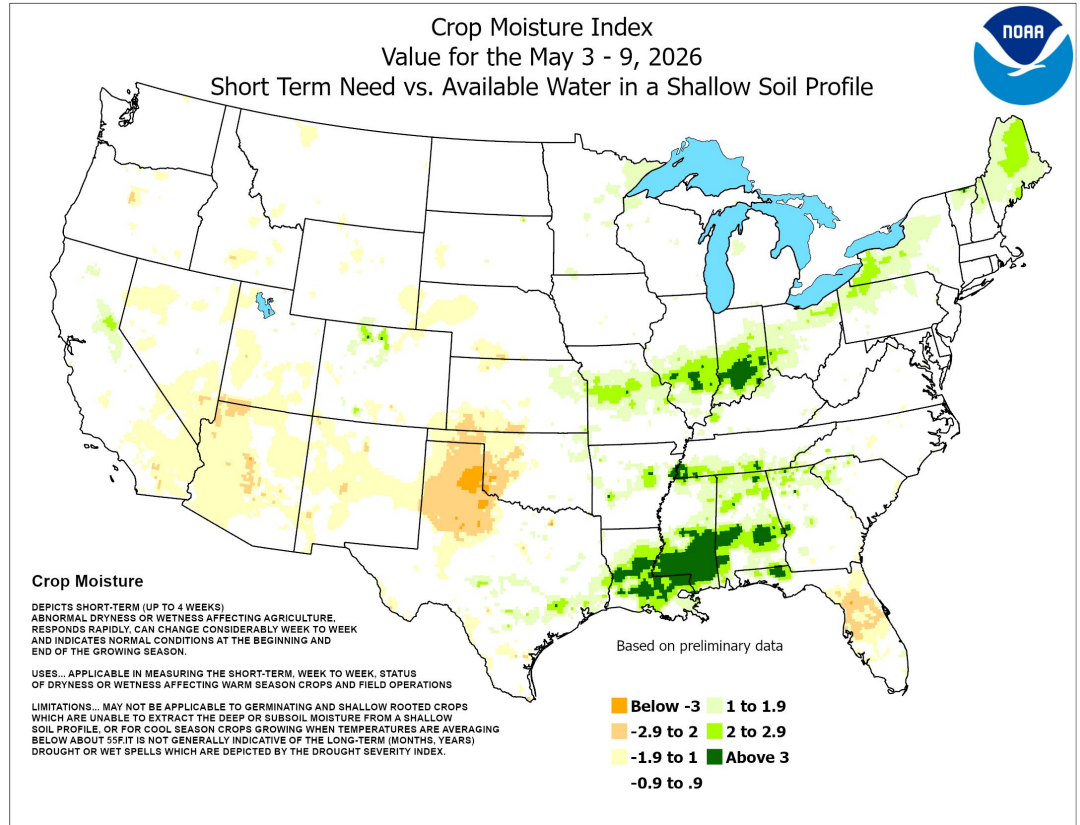 Crop Moisture Index
Value for the May 3 - 9, 2026
Short Term Need vs. Available Water in a Shallow Soil Profile
NOAA
Crop Moisture
DEPICTS SHORT-TERM (UP TO 4 WEEKS)
ABNORMAL DRYNESS OR WETNESS AFFECTING AGRICULTURE,
RESPONDS RAPIDLY, CAN CHANGE CONSIDERABLY WEEK TO WEEK
AND INDICATES NORMAL CONDITIONS AT THE BEGINNING AND
END OF THE GROWING SEASON.
USES... APPLICABLE IN MEASURING THE SHORT-TERM, WEEK TO WEEK, STATUS
OF DRYNESS OR WETNESS AFFECTING WARM SEASON CROPS AND FIELD OPERATIONS
LIMITATIONS... MAY NOT BE APPLICABLE TO GERMINATING AND SHALLOW ROOTED CROPS
WHICH ARE UNABLE TO EXTRACT THE DEEP OR SUBSOIL MOISTURE FROM A SHALLOW
SOIL PROFILE, OR FOR COOL SEASON CROPS GROWING WHEN TEMPERATURES ARE AVERAGING
BELOW ABOUT 55F.IT IS NOT GENERALLY INDICATIVE OF THE LONG-TERM (MONTHS, YEARS)
DROUGHT OR WET SPELLS WHICH ARE DEPICTED BY THE DROUGHT SEVERITY INDEX.
Based on preliminary data
Below -3
-2.9 to 2
-1.9 to 1
-0.9 to .9
1 to 1.9
2 to 2.9
Above 3